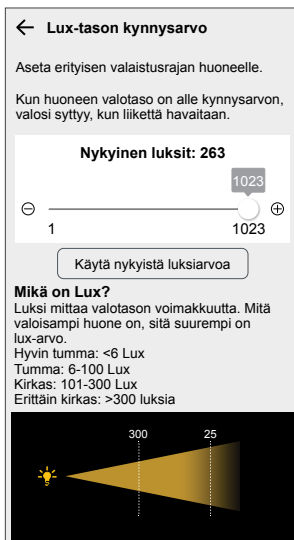 Lux-tason kynnysarvo
Aseta erityisen valaistusrajan huoneelle.
Kun huoneen valotaso on alle kynnysarvon,
valosi syttyy, kun liikettä havaitaan.
Nykyinen luksit: 263
1023
1 1023
Käytä nykyistä luksiarvoa
Mikä on Lux?
Luksi mittaa valotason voimakkuutta. Mitä
valoisampi huone on, sitä suurempi on
lux-arvo.
Hyvin tumma: <6 Lux
Tumma: 6-100 Lux
Kirkas: 101-300 Lux
Erittäin kirkas: >300 luksia
300 25